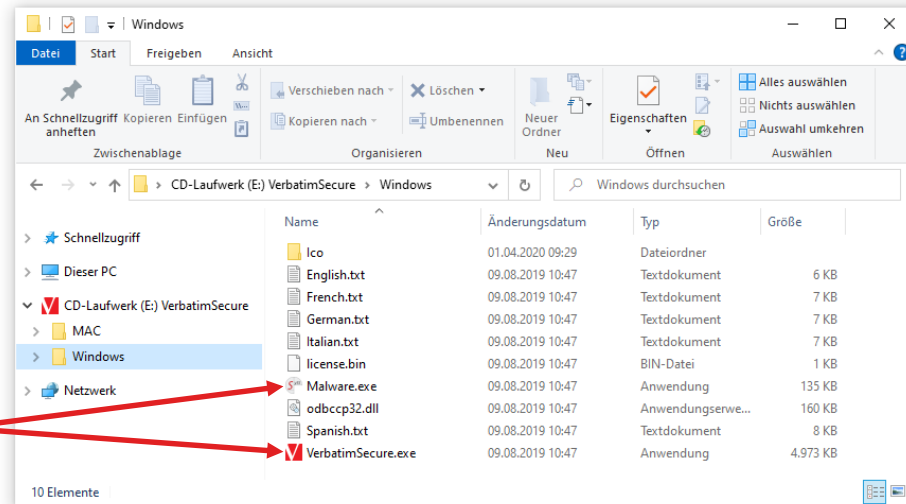 Windows
Datei Start Freigeben Ansicht
An Schnellzugriff anheften
Kopieren
Einfügen
Zwischenablage
Verschieben nach
Kopieren nach
Löschen
Umbenennen
Organisieren
Neuer
Ordner
Neu
Eigenschaften
Öffnen
Alles auswählen
Nichts auswählen
Auswahl umkehren
Auswählen
CD-Laufwerk (E:) VerbatimSecure > Windows
Windows durchsuchen
Schnellzugriff
Dieser PC
CD-Laufwerk (E:) VerbatimSecure
MAC
Windows
Netzwerk
Name Änderungsdatum Typ Größe
Ico 01.04.2020 09:29 Dateiordner
English.txt 09.08.2019 10:47 Textdokument 6 KB
French.txt 09.08.2019 10:47 Textdokument 7 KB
German.txt 09.08.2019 10:47 Textdokument 7 KB
Italian.txt 09.08.2019 10:47 Textdokument 7 KB
license.bin 09.08.2019 10:47 BIN-Datei 1 KB
Malware.exe 09.08.2019 10:47 Anwendung 135 KB
odbccp32.dll 09.08.2019 10:47 Anwendungserwe... 160 KB
Spanish.txt 09.08.2019 10:47 Textdokument 8 KB
VerbatimSecure.exe 09.08.2019 10:47 Anwendung 4.973 KB
10 Elemente